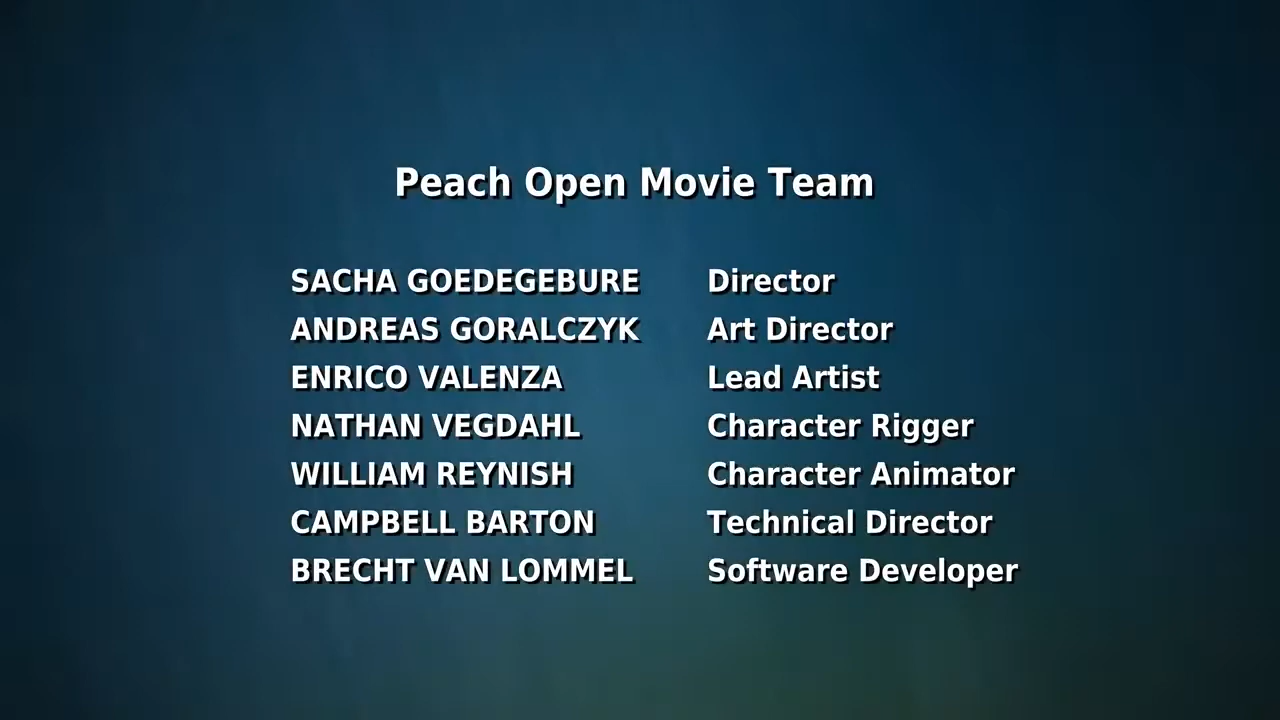 Peach Open Movie Team
SACHA GOEDEGEBURE Director
ANDREAS GORALCZYK Art Director
ENRICO VALENZA Lead Artist
NATHAN VEGDAHL Character Rigger
WILLIAM REYNISH Character Animator
CAMPBELL BARTON Technical Director
BRECHT VAN LOMMEL Software Developer